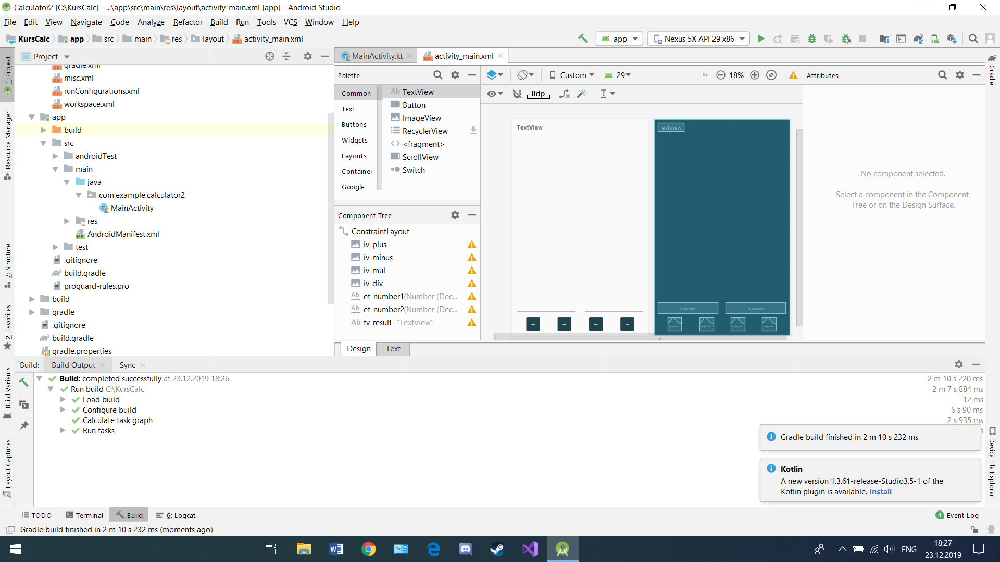 Calculator2 [C:\KursCalc] - ...\app\src\main\res\layout\activity_main.xml [app] - Android Studio
File Edit View Navigate Code Analyze Refactor Build Run Tools VCS Window Help
KursCalc app src main res layout activity_main.xml
app Nexus 5X API 29 x86
1: Project
Resource Manager
7: Structure
2: Favorites
Build Variants
Layout Captures
Project
gradle.xml
misc.xml
runConfigurations.xml
workspace.xml
app
build
src
androidTest
main
java
com.example.calculator2
MainActivity
res
AndroidManifest.xml
test
.gitignore
build.gradle
proguard-rules.pro
build
gradle
.gitignore
build.gradle
gradle.properties
MainActivity.kt activity_main.xml
Palette
Common
Text
Buttons
Widgets
Layouts
Container
Google
Ab TextView
Button
ImageView
RecyclerView
<fragment>
ScrollView
Switch
Component Tree
ConstraintLayout
iv_plus
iv_minus
iv_mul
iv_div
Ab et_number1(Number (Dec...
Ab et_number2(Number (Dec...
Ab tv_result- "TextView"
Custom 29 18%
0dp
TextView
+ − − −
TextView
et_number1 et_number2
ImageView ImageView ImageView ImageView
Attributes
No component selected.
Select a component in the Component
Tree or on the Design Surface.
Gradle
Device File Explorer
Design Text
Build: Build Output Sync
Build: completed successfully at 23.12.2019 18:26 2 m 10 s 220 ms
Run build C:\KursCalc 2 m 7 s 884 ms
Load build 12 ms
Configure build 6 s 90 ms
Calculate task graph 2 s 935 ms
Run tasks
Gradle build finished in 2 m 10 s 232 ms
Kotlin
A new version 1.3.61-release-Studio3.5-1 of the
Kotlin plugin is available. Install
TODO Terminal Build 6: Logcat 4 Event Log
Gradle build finished in 2 m 10 s 232 ms (moments ago)
ENG
18:27
23.12.2019